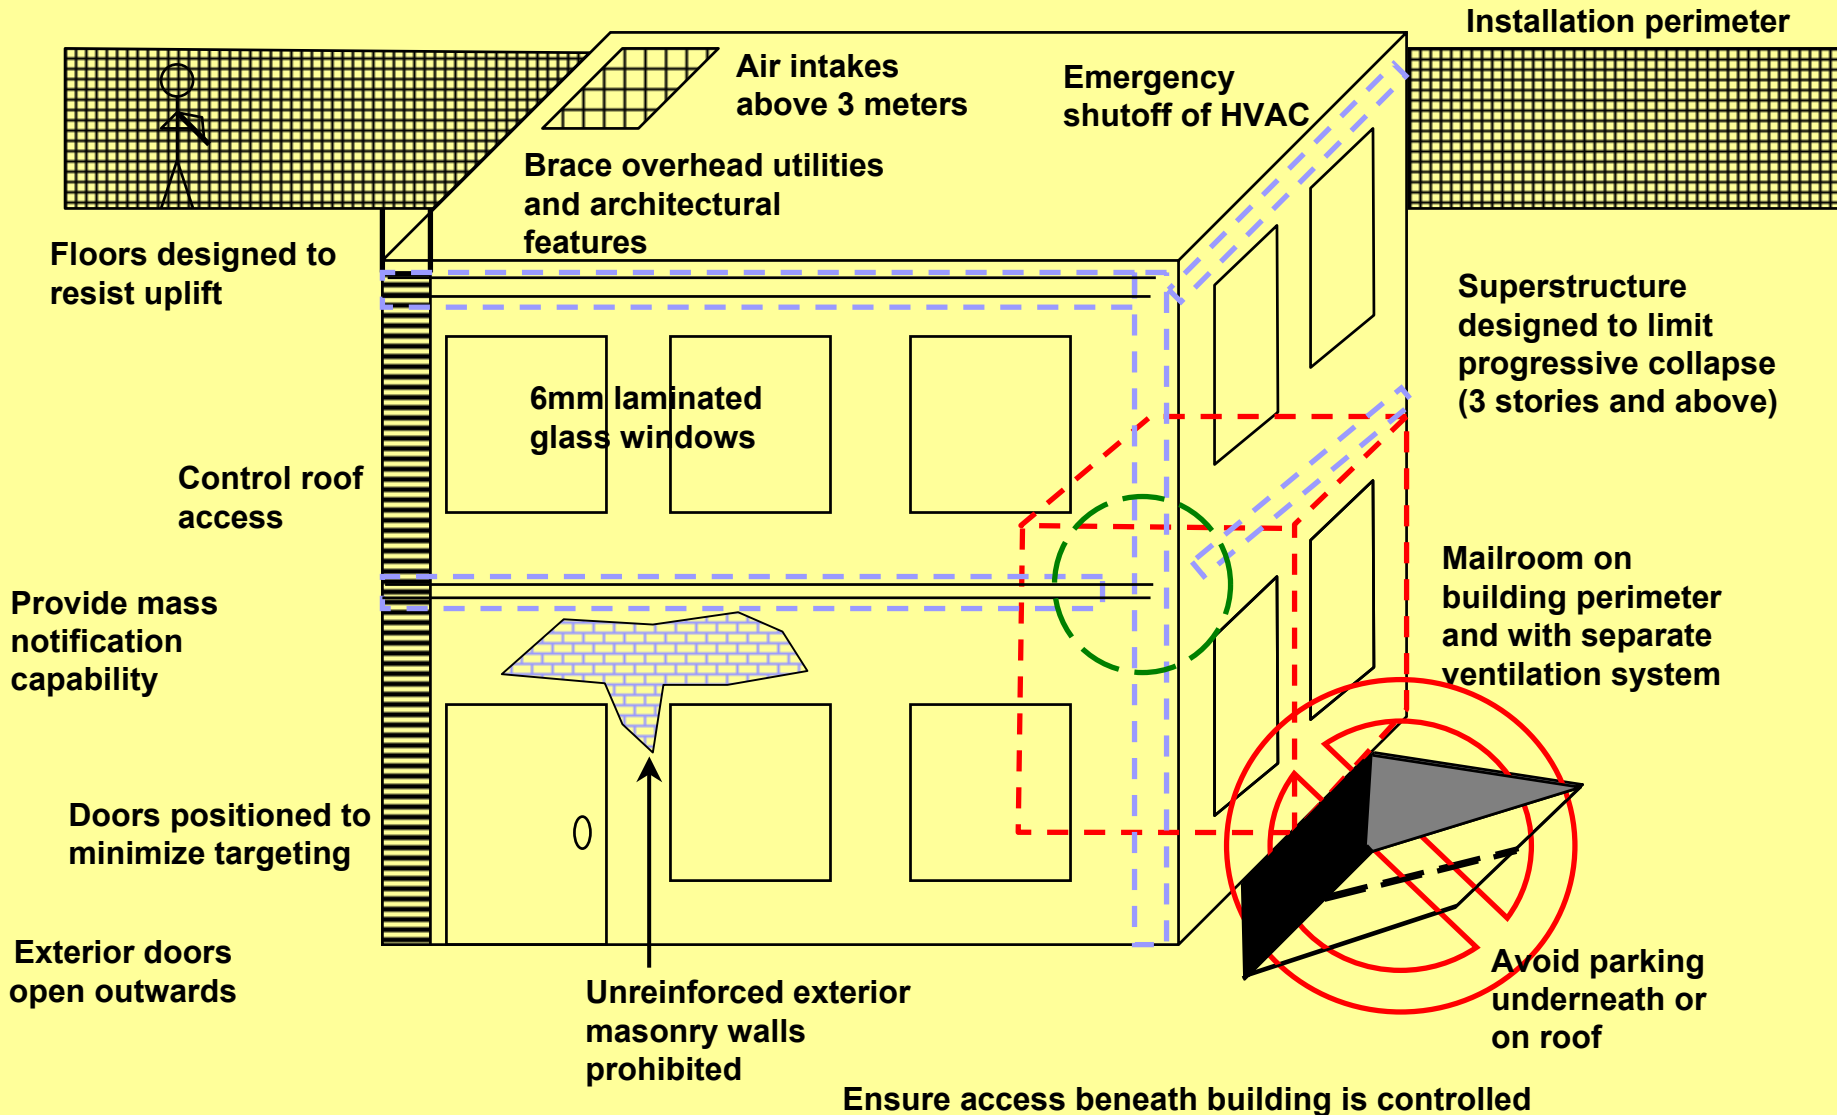 Installation perimeter
Air intakes
above 3 meters
Emergency
shutoff of HVAC
Brace overhead utilities
and architectural
features
Floors designed to
resist uplift
Superstructure
designed to limit
progressive collapse
(3 stories and above)
6mm laminated
glass windows
Control roof
access
Mailroom on
building perimeter
and with separate
ventilation system
Provide mass
notification
capability
Doors positioned to
minimize targeting
Exterior doors
open outwards
Unreinforced exterior
masonry walls
prohibited
Avoid parking
underneath or
on roof
Ensure access beneath building is controlled